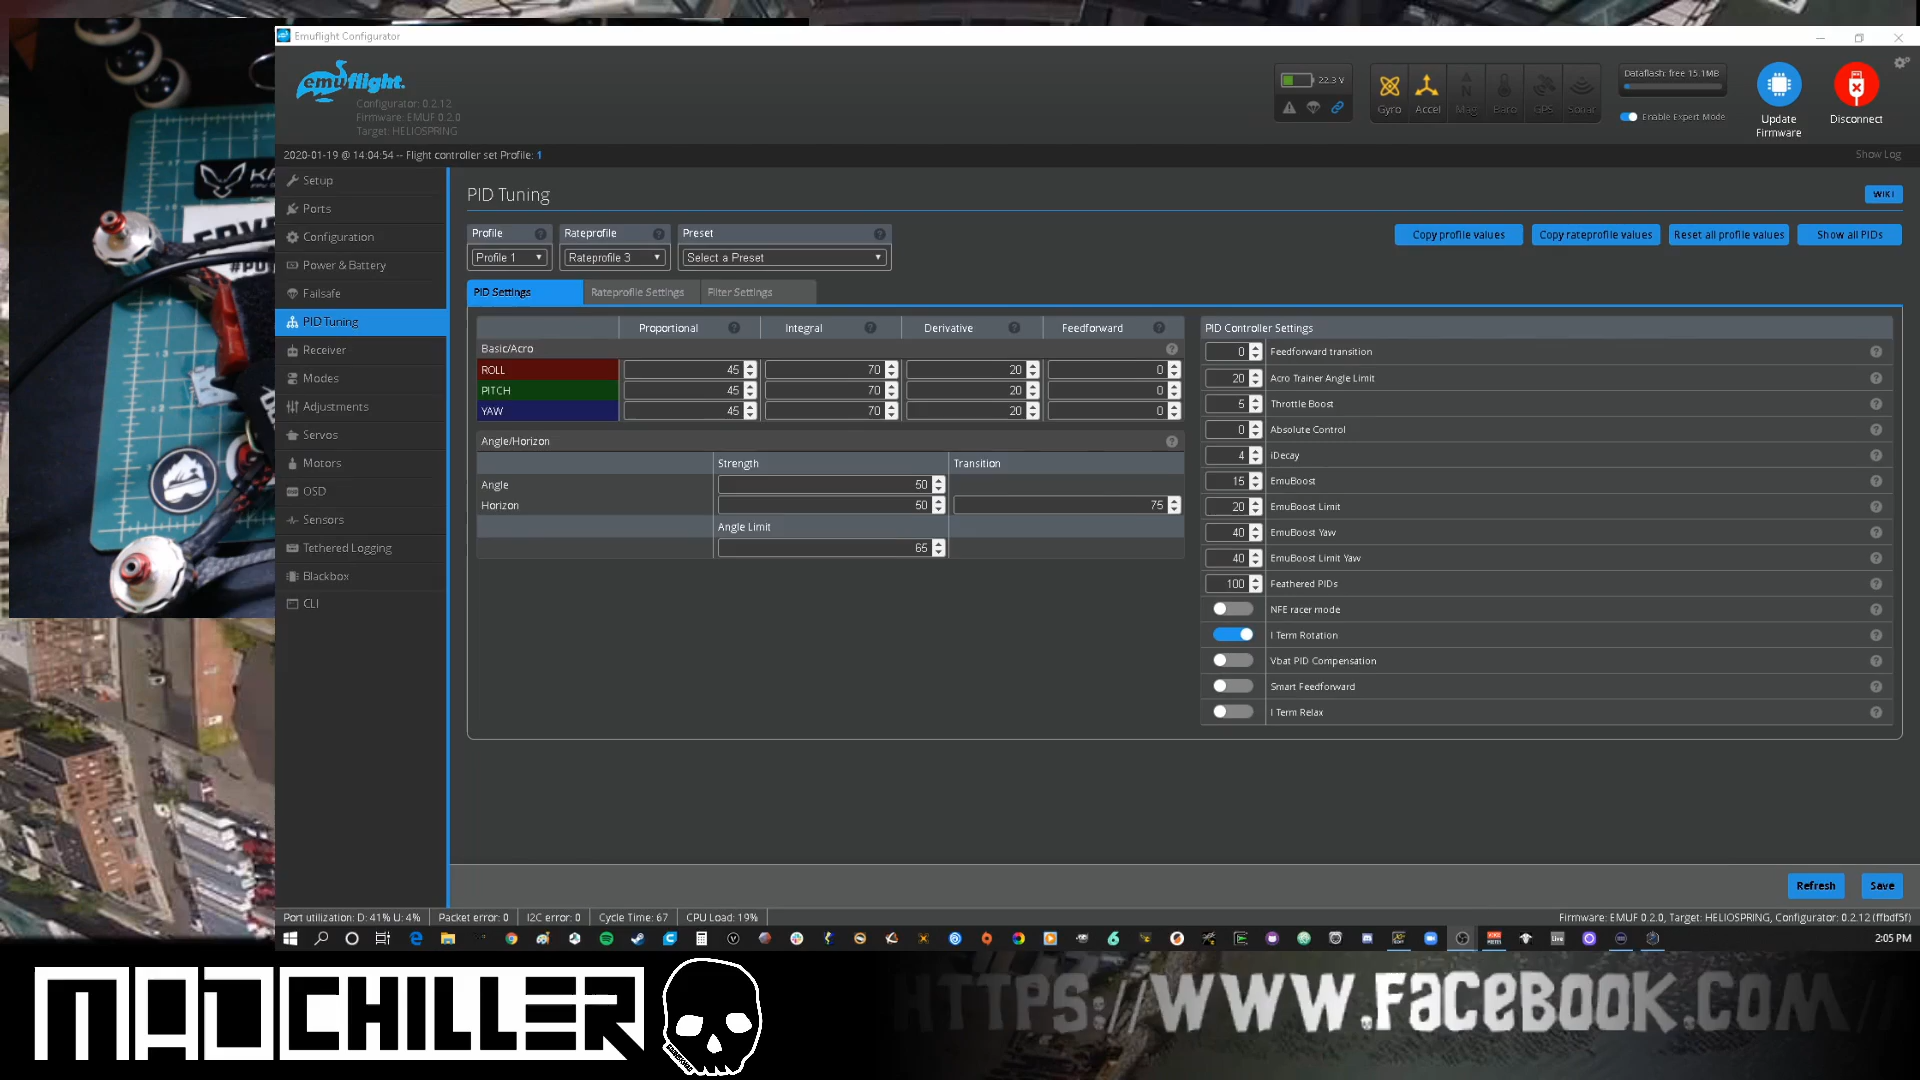 Emuflight Configurator
emuflight.
Configurator: 0.2.12
Firmware: EMUF 0.2.0
Target: HELIOSPRING
22.3 V
Gyro Accel Mag Baro GPS Sonar
Dataflash: free 15.1MB
Enable Expert Mode
Update Firmware
Disconnect
2020-01-19 @ 14:04:54 -- Flight controller set Profile: 1
Show Log
Setup
Ports
Configuration
Power & Battery
Failsafe
PID Tuning
Receiver
Modes
Adjustments
Servos
Motors
OSD
Sensors
Tethered Logging
Blackbox
CLI
PID Tuning
WIKI
Profile Rateprofile Preset
Profile 1 Rateprofile 3 Select a Preset
Copy profile values Copy rateprofile values Reset all profile values Show all PIDs
PID Settings Rateprofile Settings Filter Settings
Proportional Integral Derivative Feedforward
Basic/Acro
ROLL 45 70 20 0
PITCH 45 70 20 0
YAW 45 70 20 0
Angle/Horizon
Strength Transition
Angle 50
Horizon 50 75
Angle Limit
65
PID Controller Settings
0 Feedforward transition
20 Acro Trainer Angle Limit
5 Throttle Boost
0 Absolute Control
4 iDecay
15 EmuBoost
20 EmuBoost Limit
40 EmuBoost Yaw
40 EmuBoost Limit Yaw
100 Feathered PIDs
NFE racer mode
I Term Rotation
Vbat PID Compensation
Smart Feedforward
I Term Relax
Refresh Save
Port utilization: D: 41% U: 4% Packet error: 0 I2C error: 0 Cycle Time: 67 CPU Load: 19%
Firmware: EMUF 0.2.0, Target: HELIOSPRING, Configurator: 0.2.12 (ffbdf5f)
2:05 PM
MADCHILLER
HTTPS://WWW.FACEBOOK.COM/